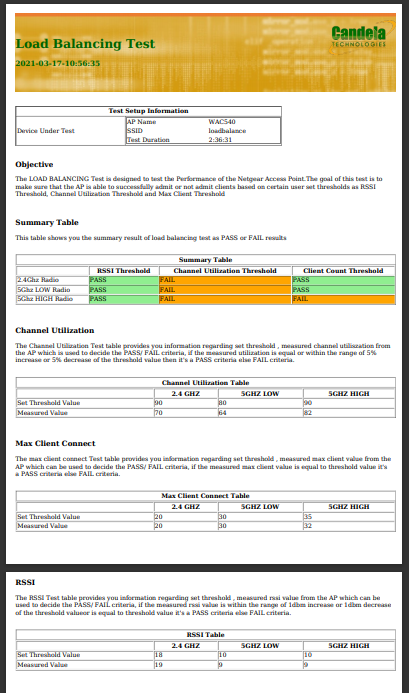 Candela
TECHNOLOGIES
Load Balancing Test
2021-03-17-10:56:35
Test Setup Information
Device Under Test
AP Name WAC540
SSID loadbalance
Test Duration 2:36:31
Objective
The LOAD BALANCING Test is designed to test the Performance of the Netgear Access Point.The goal of this test is to
make sure that the AP is able to successfully admit or not admit clients based on certain user set thresholds as RSSI
Threshold, Channel Utilization Threshold and Max Client Threshold
Summary Table
This table shows you the summary result of load balancing test as PASS or FAIL results
Summary Table
RSSI Threshold Channel Utilization Threshold Client Count Threshold
2.4Ghz Radio PASS FAIL PASS
5Ghz LOW Radio PASS FAIL PASS
5Ghz HIGH Radio PASS FAIL FAIL
Channel Utilization
The Channel Utilization Test table provides you information regarding set threshold , measured channel utilisation from
the AP which is used to decide the PASS/ FAIL criteria, if the measured utilization is equal or within the range of 5%
increase or 5% decrease of the threshold value then it's a PASS criteria else FAIL criteria.
Channel Utilization Table
2.4 GHZ 5GHZ LOW 5GHZ HIGH
Set Threshold Value 90 80 90
Measured Value 70 64 82
Max Client Connect
The max client connect Test table provides you information regarding set threshold , measured max client value from the
AP which can be used to decide the PASS/ FAIL criteria, if the measured max client value is equal to threshold value it's
a PASS criteria else FAIL criteria.
Max Client Connect Table
2.4 GHZ 5GHZ LOW 5GHZ HIGH
Set Threshold Value 20 30 35
Measured Value 20 30 32
RSSI
The RSSI Test table provides you information regarding set threshold , measured rssi value from the AP which can be
used to decide the PASS/ FAIL criteria, if the measured rssi value is within the range of 1dbm increase or 1dbm decrease
of the threshold valueor is equal to threshold value it's a PASS criteria else FAIL criteria.
RSSI Table
2.4 GHZ 5GHZ LOW 5GHZ HIGH
Set Threshold Value 18 10 10
Measured Value 19 9 9